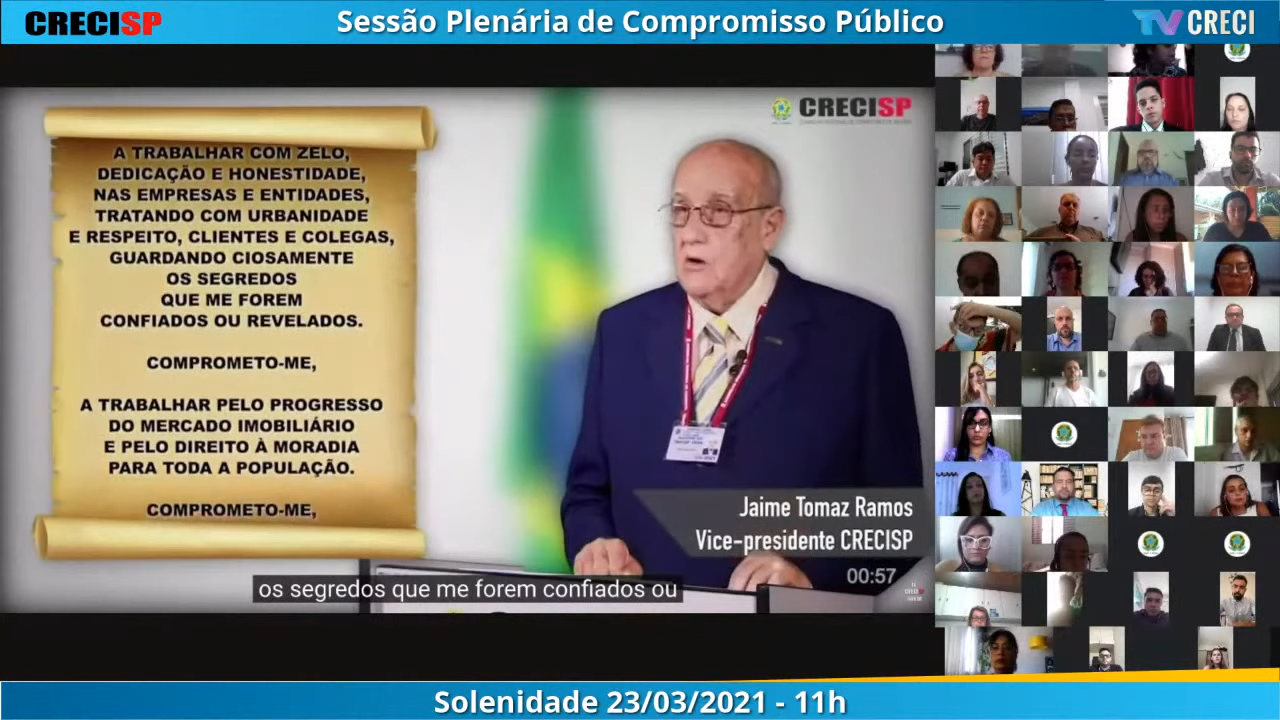 CRECISP
Sessão Plenária de Compromisso Público
TV CRECI
CRECISP
A TRABALHAR COM ZELO,
DEDICAÇÃO E HONESTIDADE,
NAS EMPRESAS E ENTIDADES,
TRATANDO COM URBANIDADE
E RESPEITO, CLIENTES E COLEGAS,
GUARDANDO CIOSAMENTE
OS SEGREDOS
QUE ME FOREM
CONFIADOS OU REVELADOS.
COMPROMETO-ME,
A TRABALHAR PELO PROGRESSO
DO MERCADO IMOBILIÁRIO
E PELO DIREITO À MORADIA
PARA TODA A POPULAÇÃO.
COMPROMETO-ME,
Jaime Tomaz Ramos
Vice-presidente CRECISP
00:57
os segredos que me forem confiados ou
Solenidade 23/03/2021 - 11h